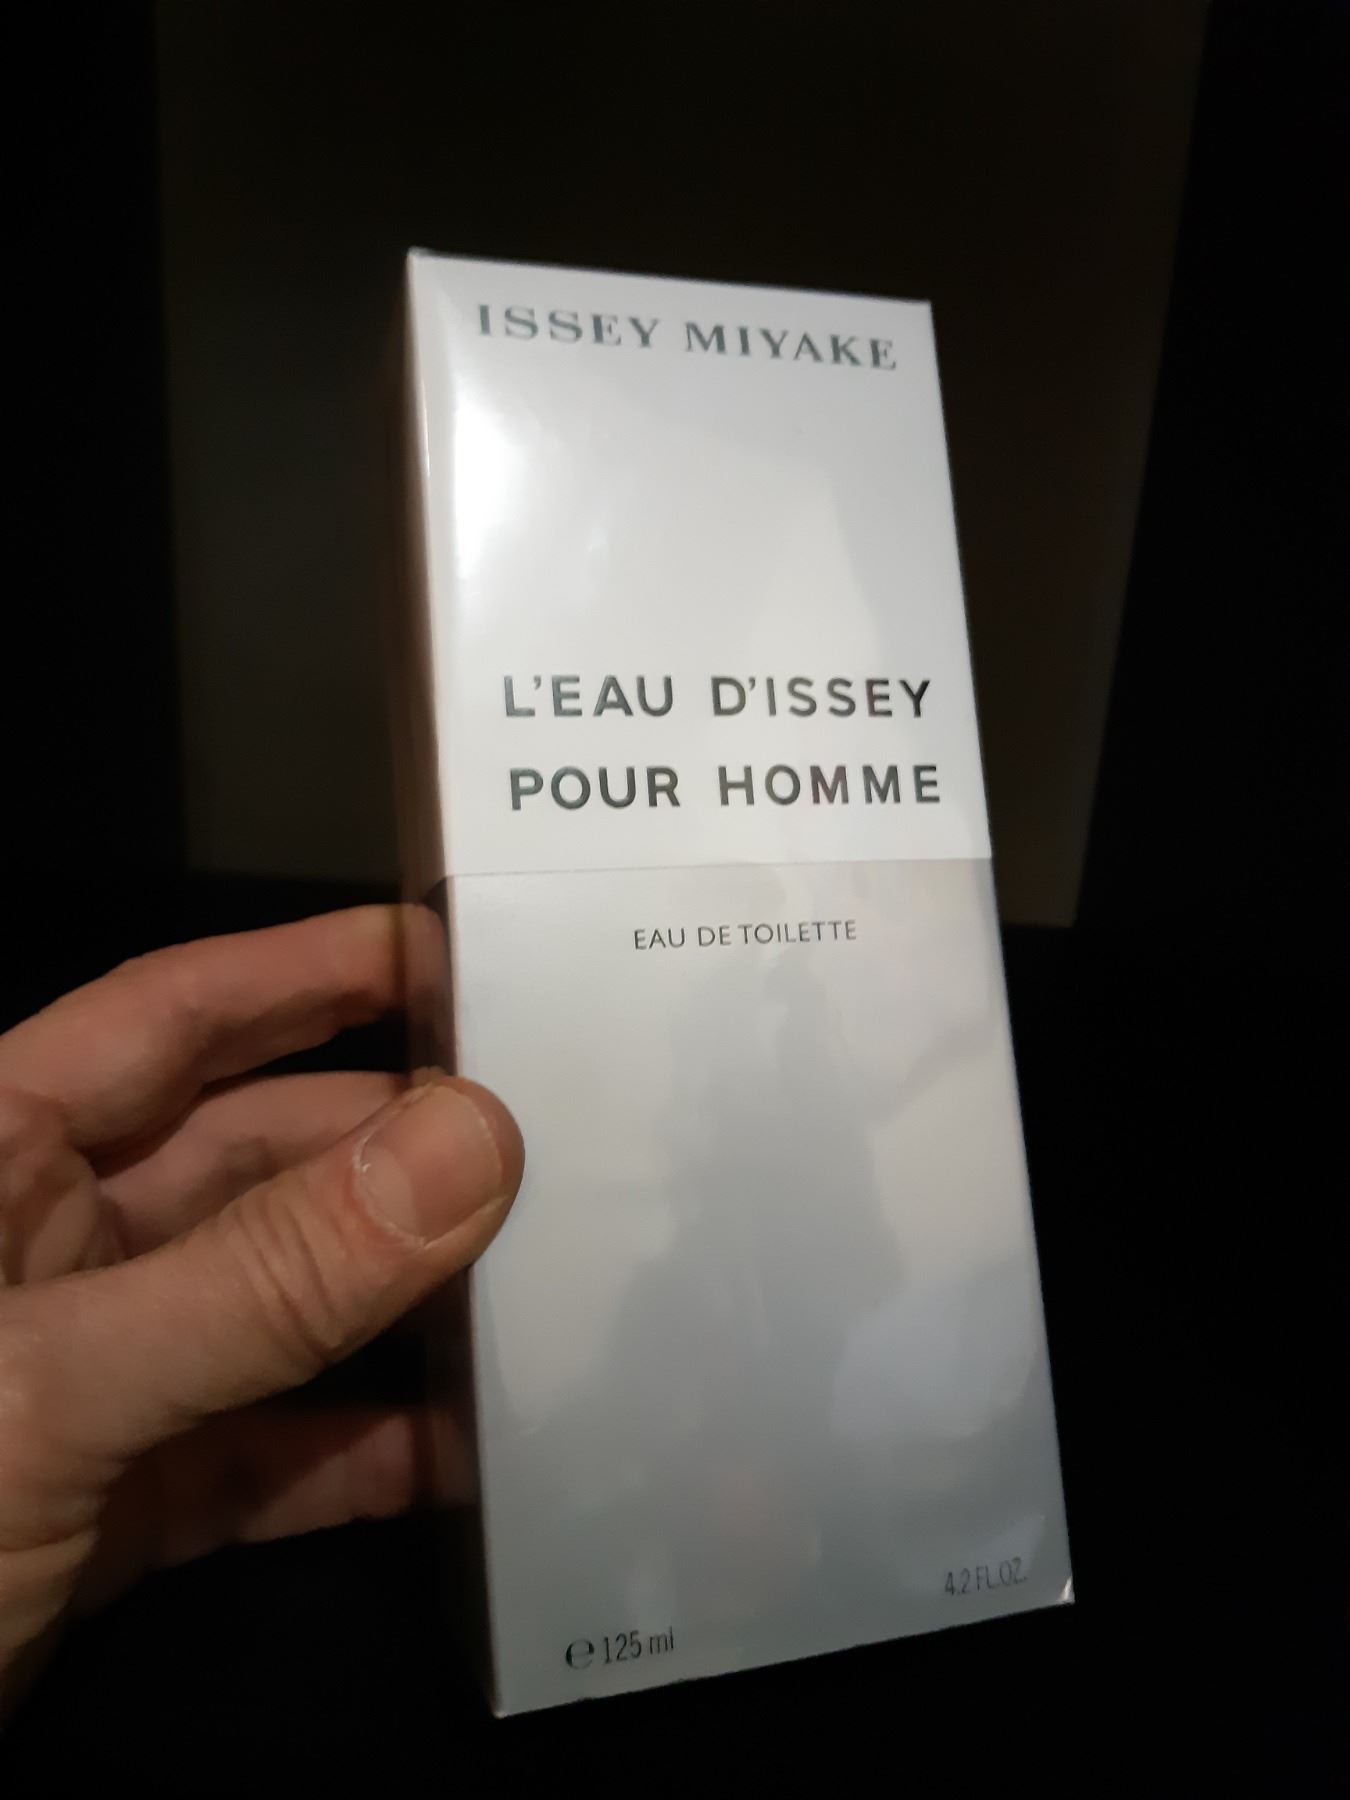 ISSEY MIYAKE
L'EAU D'ISSEY
POUR HOMME
EAU DE TOILETTE
4.2 FL.OZ.
℮ 125 ml